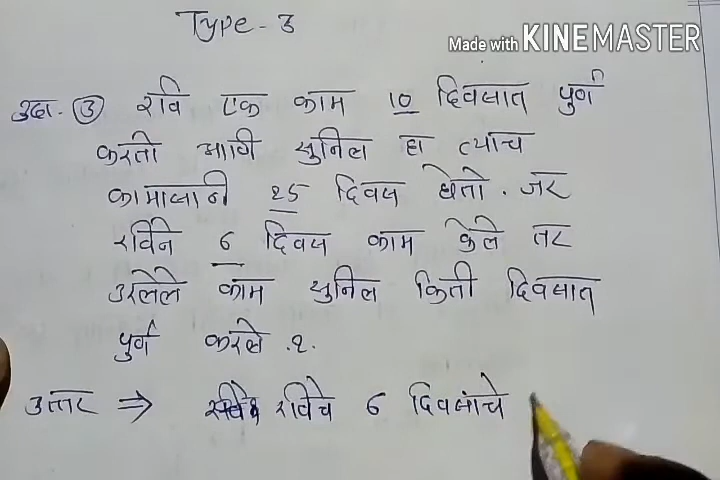 Type - 3
Made with KINEMASTER
उदा. ③ रवि एक काम 10 दिवसात पुर्ण
करतो आणि सुनिल हा त्याच
कामासाठी 25 दिवस घेतो. जर
रविने 6 दिवस काम केले तर
उरलेले काम सुनिल किती दिवसात
पुर्ण करले ?.
उत्तर ⇒ रविचे 6 दिवसांचे